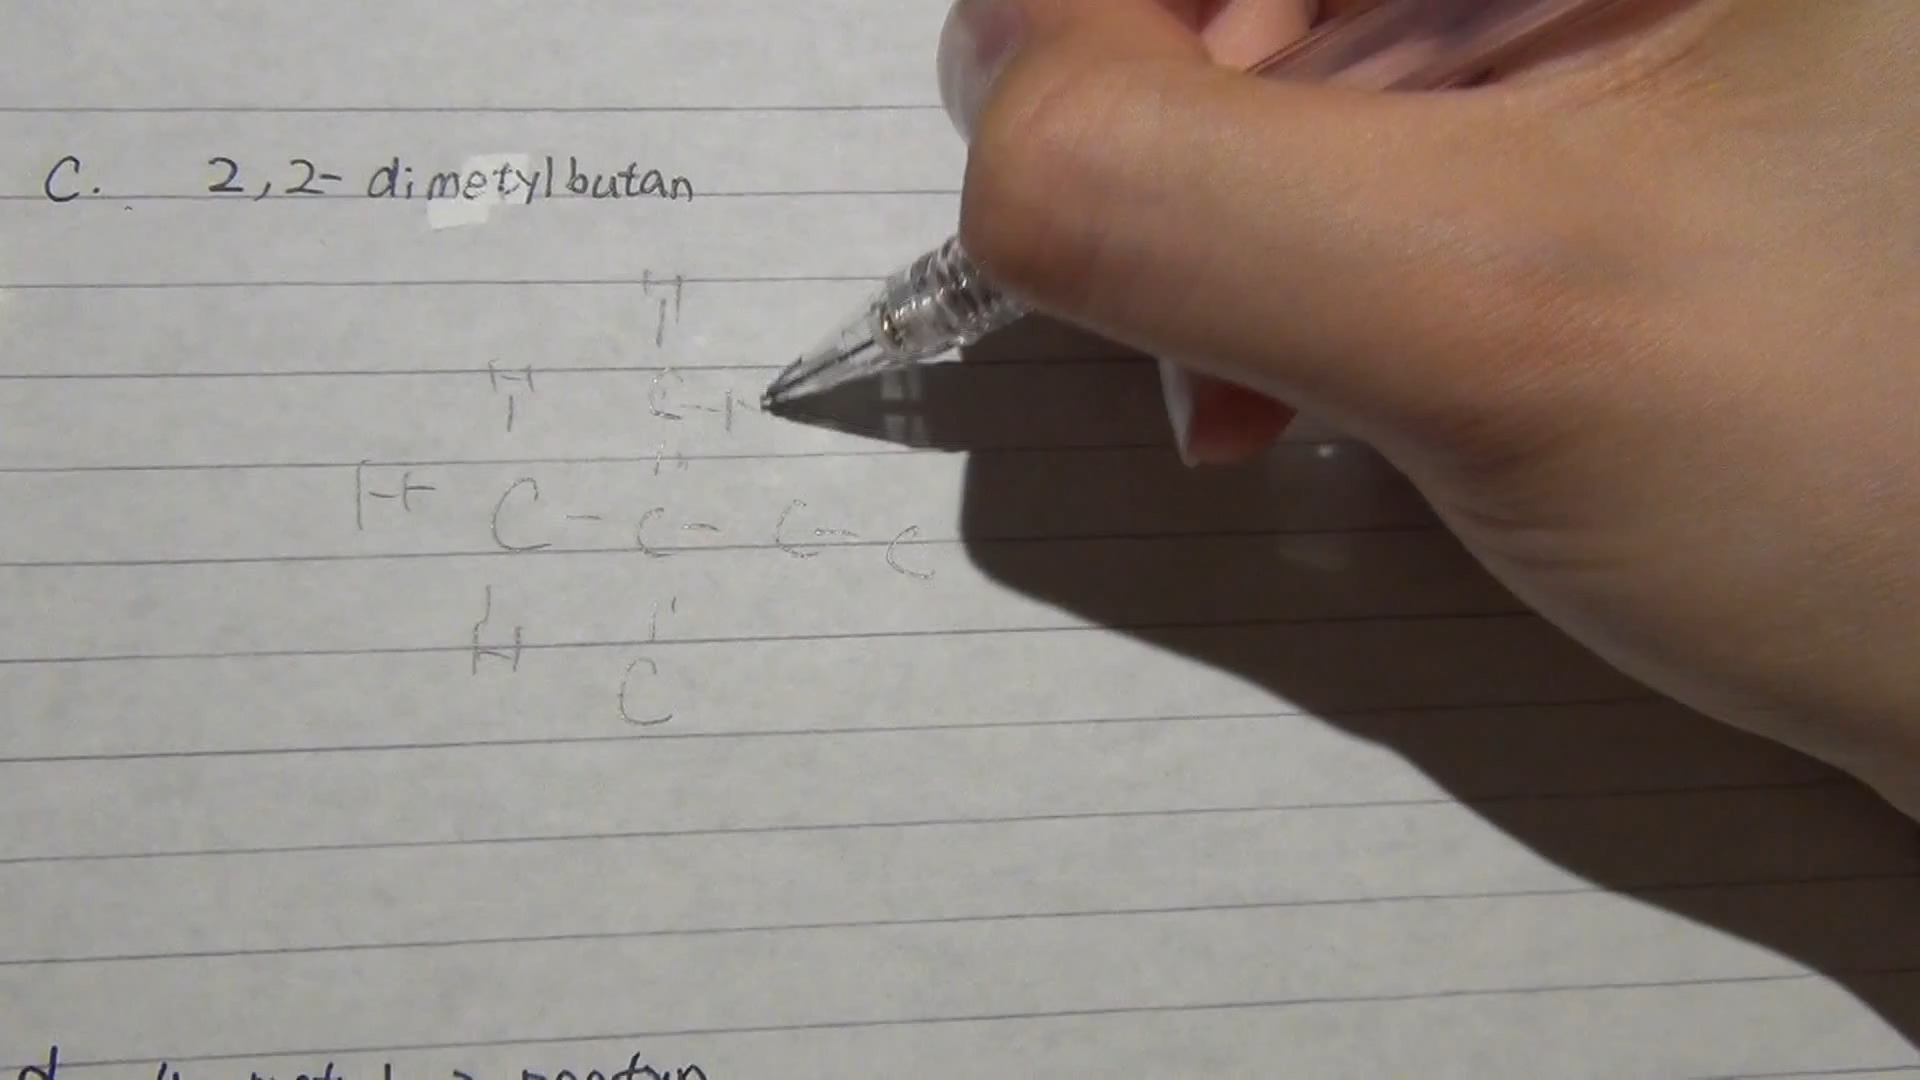 C. 2,2-dimetylbutan
H
H C-H
H C-C-C-C
H C
d